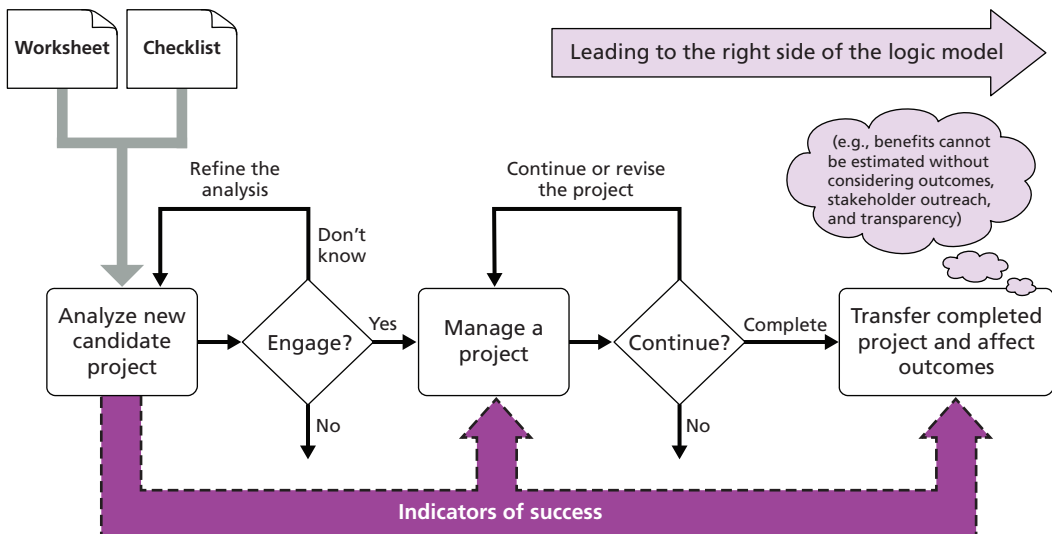 Worksheet
Checklist
Leading to the right side of the logic model
(e.g., benefits cannot
be estimated without
considering outcomes,
stakeholder outreach,
and transparency)
Refine the
analysis
Continue or revise
the project
Don't
know
Analyze new
candidate
project
Engage?
Yes
Manage a
project
Continue?
Complete
Transfer completed
project and affect
outcomes
No
No
Indicators of success